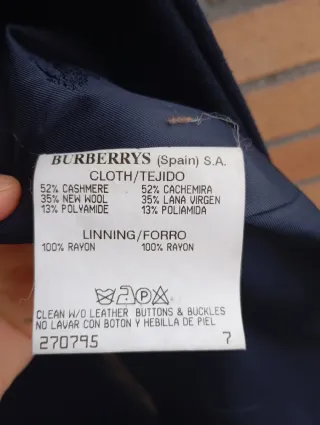 BURBERRYS (Spain) S.A.
CLOTH/TEJIDO
52% CASHMERE 52% CACHEMIRA
35% NEW WOOL 35% LANA VIRGEN
13% POLYAMIDE 13% POLIAMIDA
LINNING/FORRO
100% RAYON 100% RAYON
P
CLEAN W/O LEATHER BUTTONS & BUCKLES
NO LAVAR CON BOTON Y HEBILLA DE PIEL
270795 7